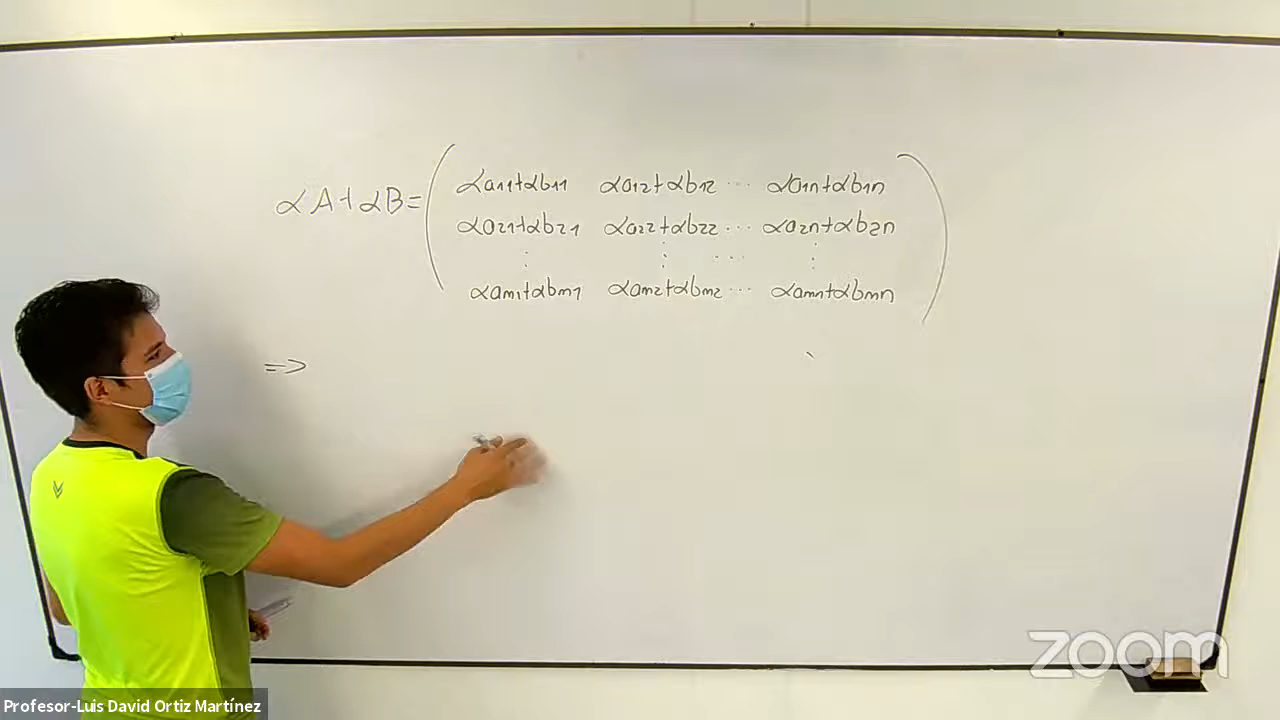 αa11+αb11 αa12+αb12 ... αa1n+αb1n
αA+αB=
αa21+αb21 αa22+αb22 ... αa2n+αb2n
⋮ ⋮ ... ⋮
αam1+αbm1 αam2+αbm2 ... αamn+αbmn
=>
zoom
Profesor-Luis David Ortiz Martínez